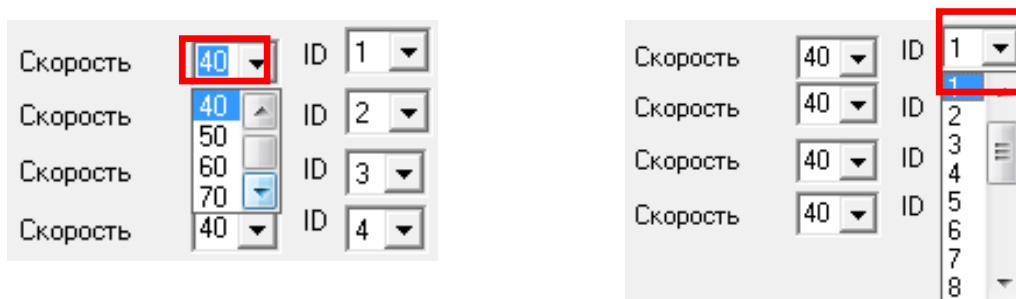 Скорость 40 ID 1
40
Скорость ID 2
50
60
Скорость ID 3
70
Скорость 40 ID 4
Скорость 40 ID 1
1
Скорость 40 ID 2
3
Скорость 40 ID 4
5
Скорость 40 ID 6
7
8